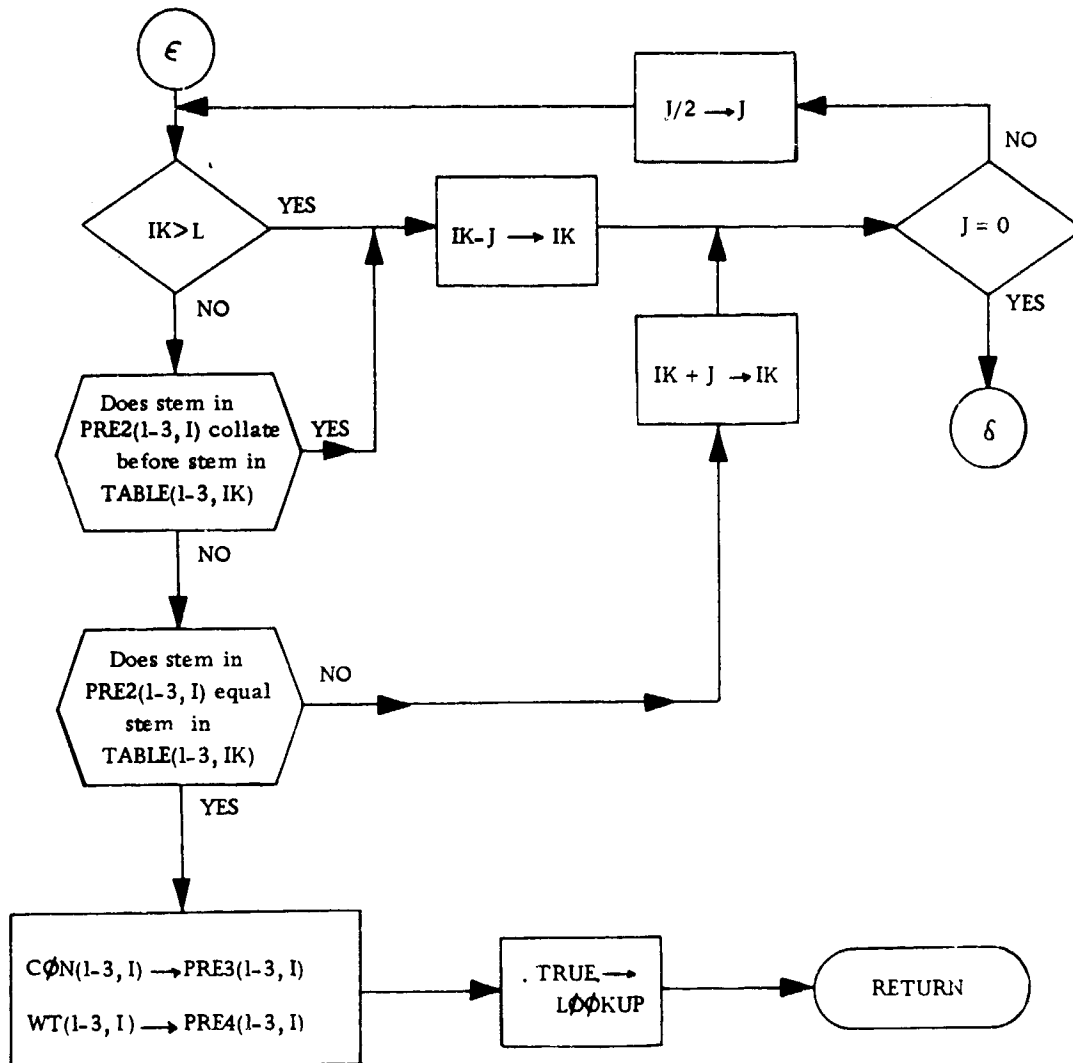 ϵ
J/2 → J
NO
IK > L
YES
IK-J → IK
J = 0
NO
YES
IK + J → IK
Does stem in
PRE2(1-3, I) collate
before stem in
TABLE(1-3, IK)
YES
δ
NO
Does stem in
PRE2(1-3, I) equal
stem in
TABLE(1-3, IK)
NO
YES
CØN(1-3, I) → PRE3(1-3, I)
WT(1-3, I) → PRE4(1-3, I)
. TRUE. →
LØØKUP
RETURN